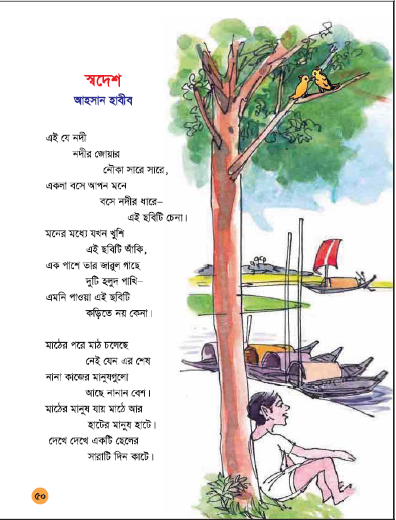 স্বদেশ
আহসান হাবীব
এই যে নদী
নদীর জোয়ার
নৌকা সারে সারে,
একলা বসে আপন মনে
বসে নদীর ধারে–
এই ছবিটি চেনা।
মনের মধ্যে যখন খুশি
এই ছবিটি আঁকি,
এক পাশে তার জারুল গাছে
দুটি হলুদ পাখি–
এমনি পাওয়া এই ছবিটি
কড়িতে নয় কেনা।
মাঠের পরে মাঠ চলেছে
নেই যেন এর শেষ
নানা কাজের মানুষগুলো
আছে নানান বেশ।
মাঠের মানুষ যায় মাঠে আর
হাটের মানুষ হাটে।
দেখে দেখে একটি ছেলের
সারাটি দিন কাটে।
৫০